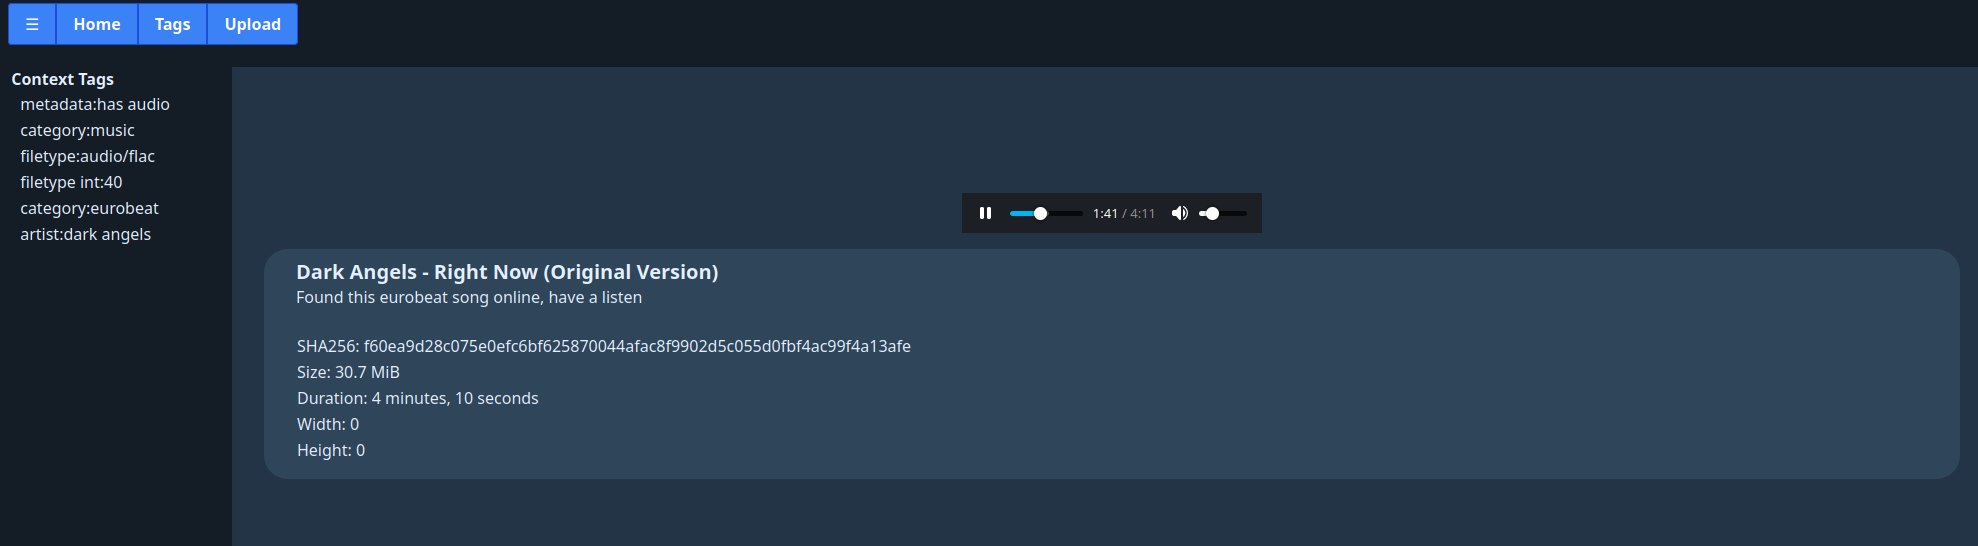 ☰ Home Tags Upload
Context Tags
metadata:has audio
category:music
filetype:audio/flac
filetype int:40
category:eurobeat
artist:dark angels
1:41 / 4:11
Dark Angels - Right Now (Original Version)
Found this eurobeat song online, have a listen
SHA256: f60ea9d28c075e0efc6bf625870044afac8f9902d5c055d0fbf4ac99f4a13afe
Size: 30.7 MiB
Duration: 4 minutes, 10 seconds
Width: 0
Height: 0